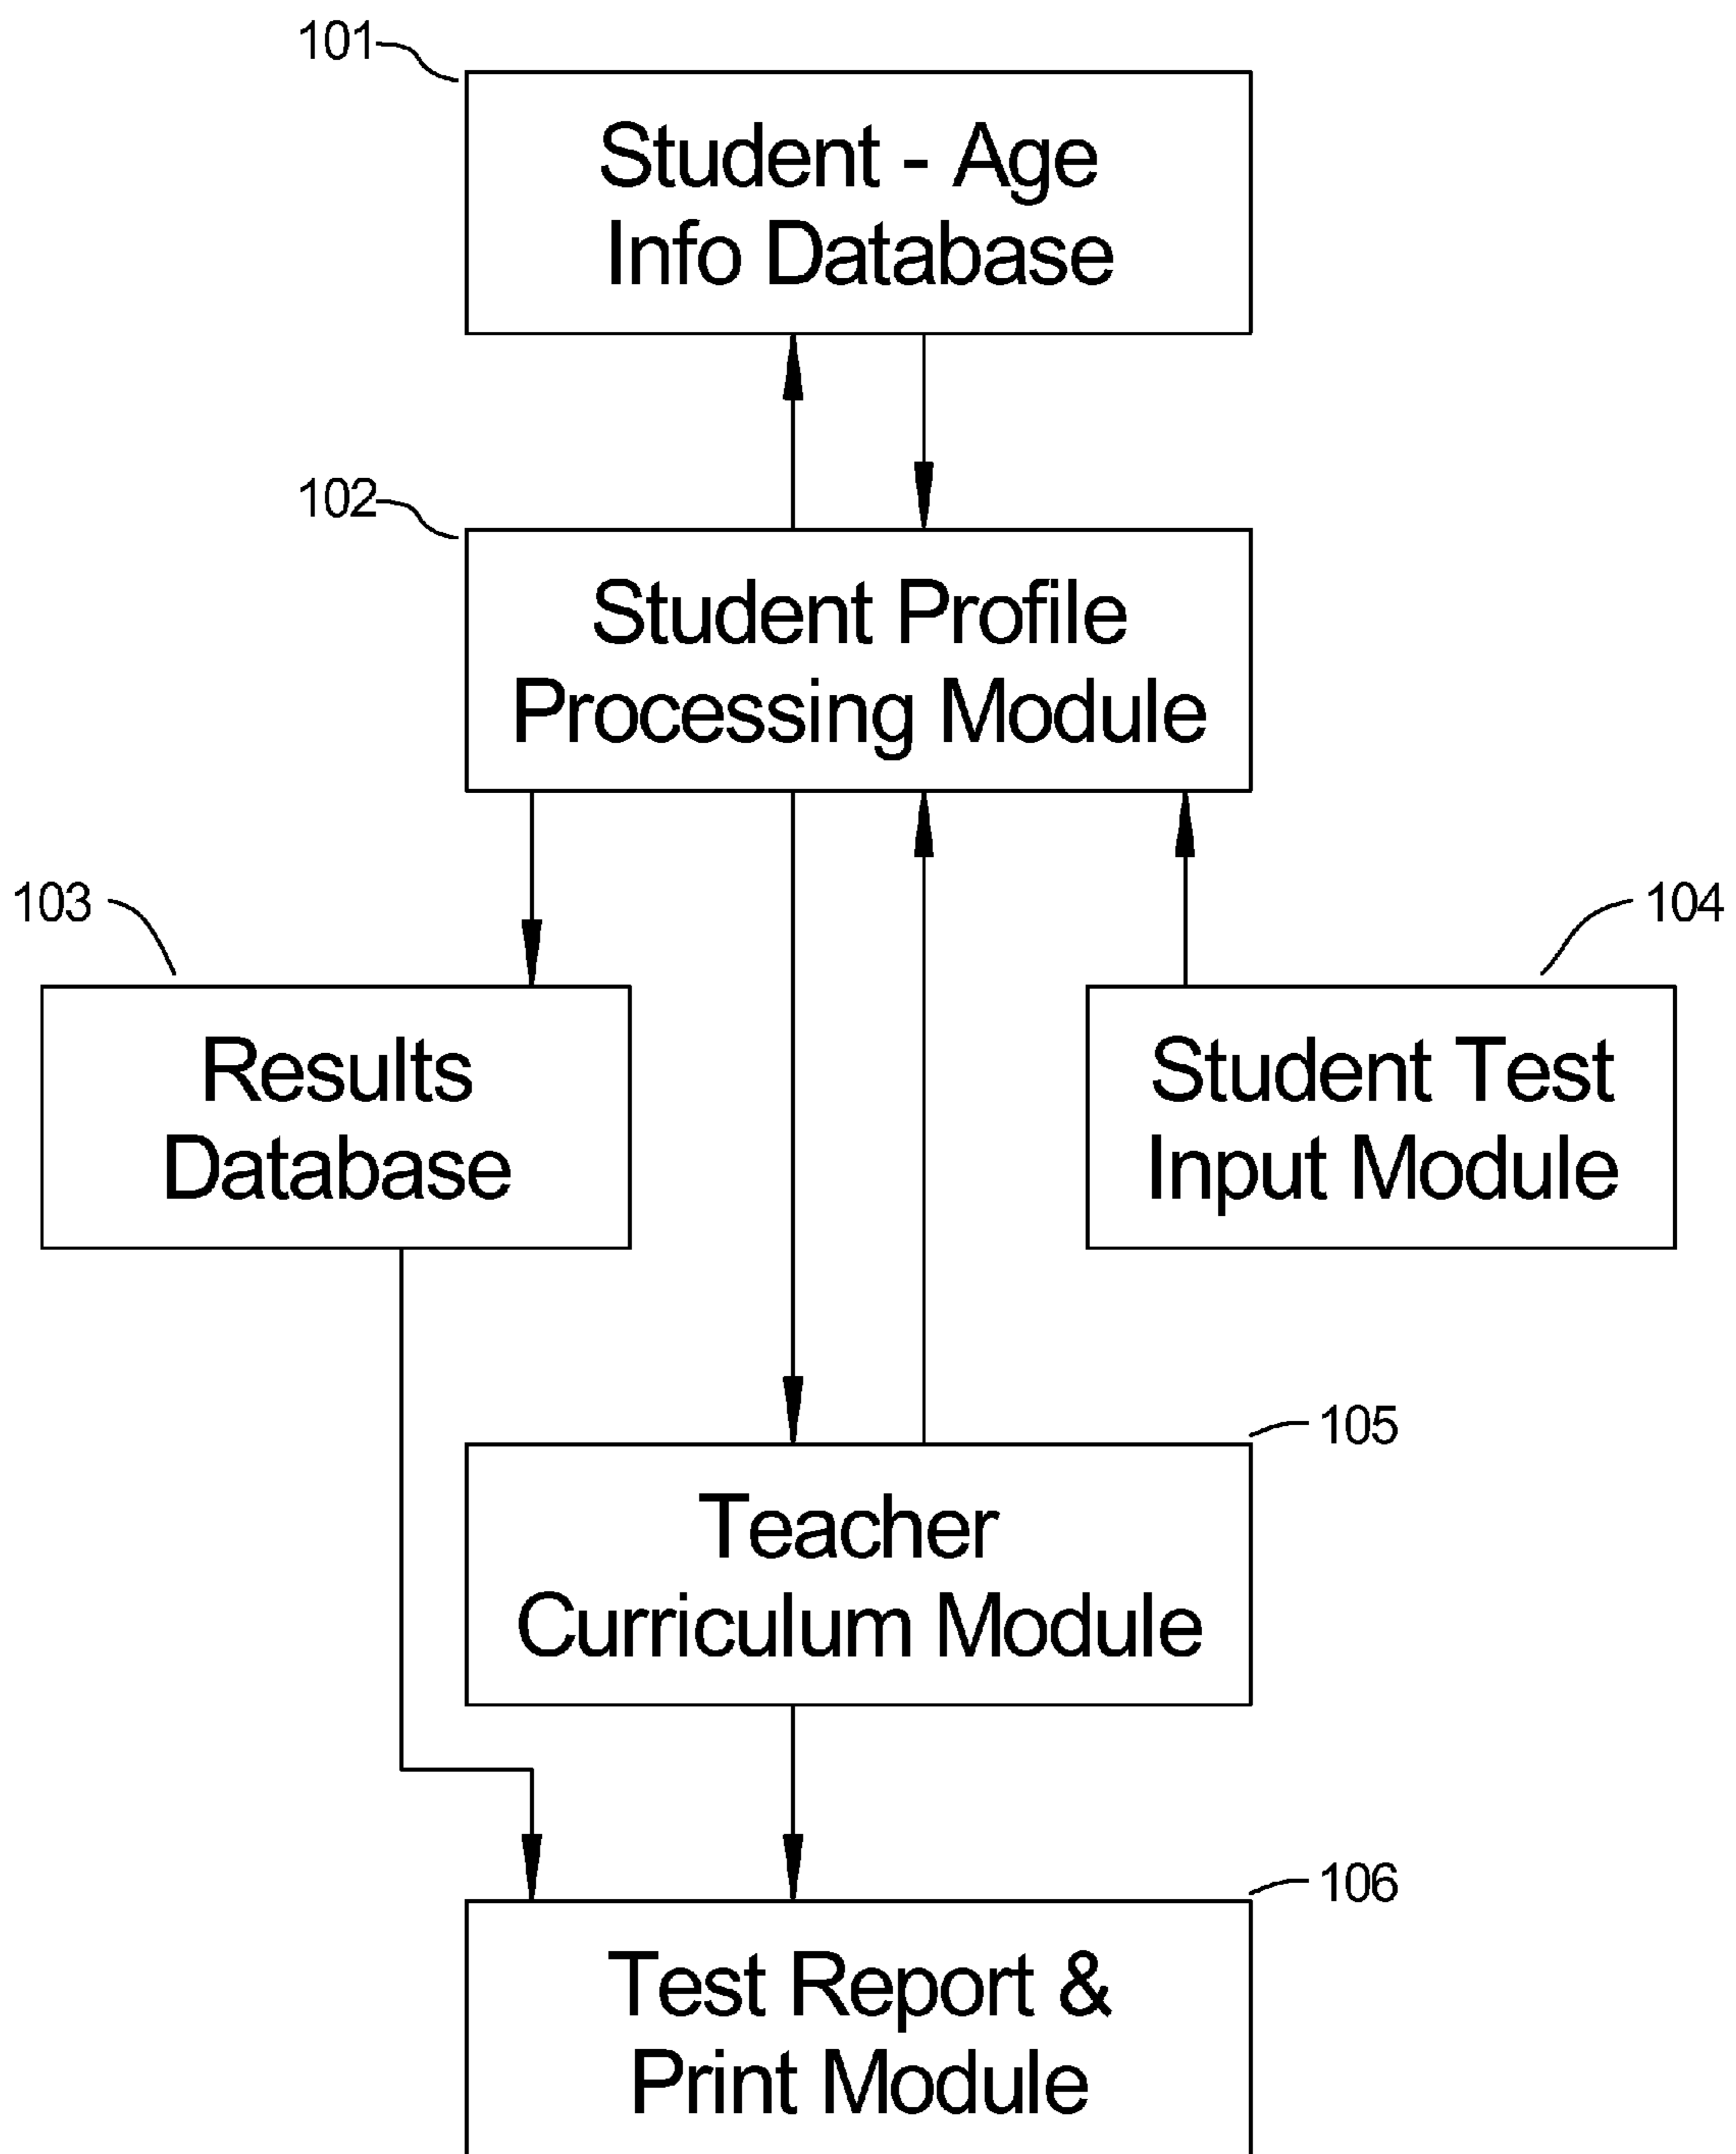 101
Student - Age
Info Database
102
Student Profile
Processing Module
103
104
Results
Database
Student Test
Input Module
105
Teacher
Curriculum Module
106
Test Report &
Print Module